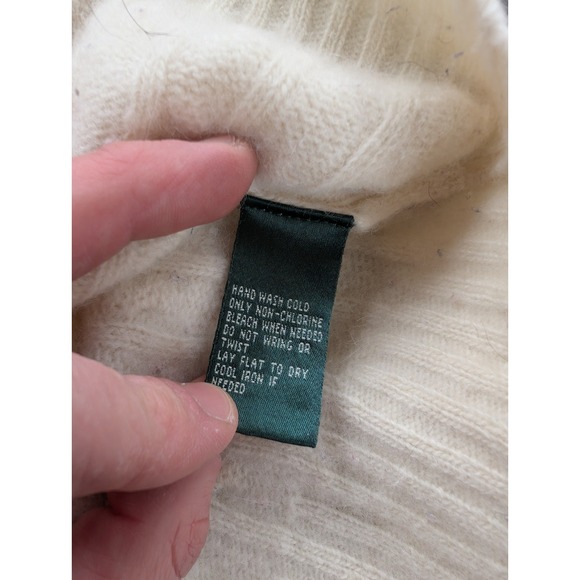 HAND WASH COLD
ONLY NON-CHLORINE
BLEACH WHEN NEEDED
DO NOT WRING OR
TWIST
LAY FLAT TO DRY
COOL IRON IF
NEEDED